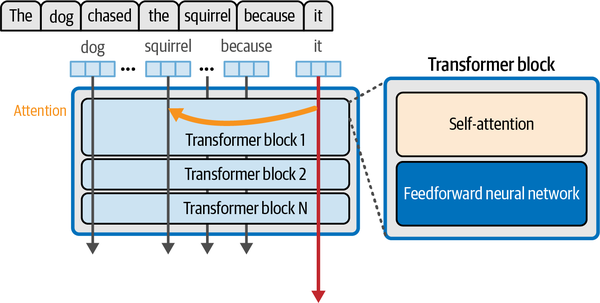 The dog chased the squirrel because it
dog ... squirrel ... because it
Attention
Transformer block 1
Transformer block 2
Transformer block N
Transformer block
Self-attention
Feedforward neural network